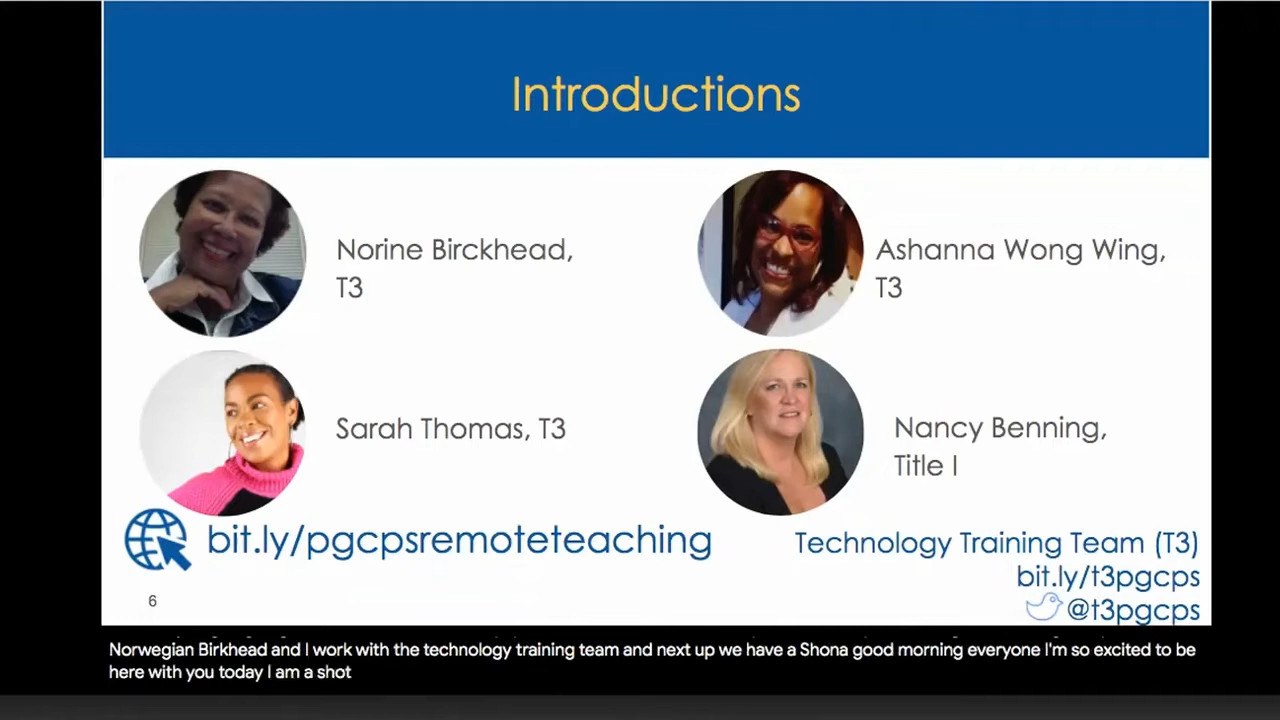 Introductions
Norine Birckhead,
T3
Ashanna Wong Wing,
T3
Sarah Thomas, T3
Nancy Benning,
Title I
bit.ly/pgcpsremoteteaching
Technology Training Team (T3)
bit.ly/t3pgcps
@t3pgcps
6
Norwegian Birkhead and I work with the technology training team and next up we have a Shona good morning everyone I'm so excited to be
here with you today I am a shot